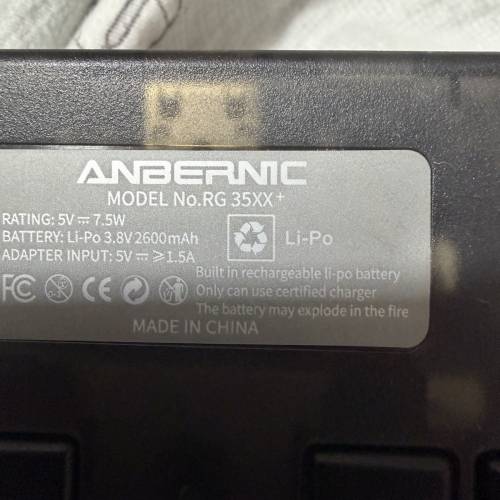 ANBERNIC
MODEL No.RG 35XX+
RATING: 5V ⎓ 7.5W
BATTERY: Li-Po 3.8V 2600mAh
ADAPTER INPUT: 5V ⎓ ≥1.5A
Li-Po
Built in rechargeable li-po battery
Only can use certified charger
The battery may explode in the fire
FC CE
MADE IN CHINA